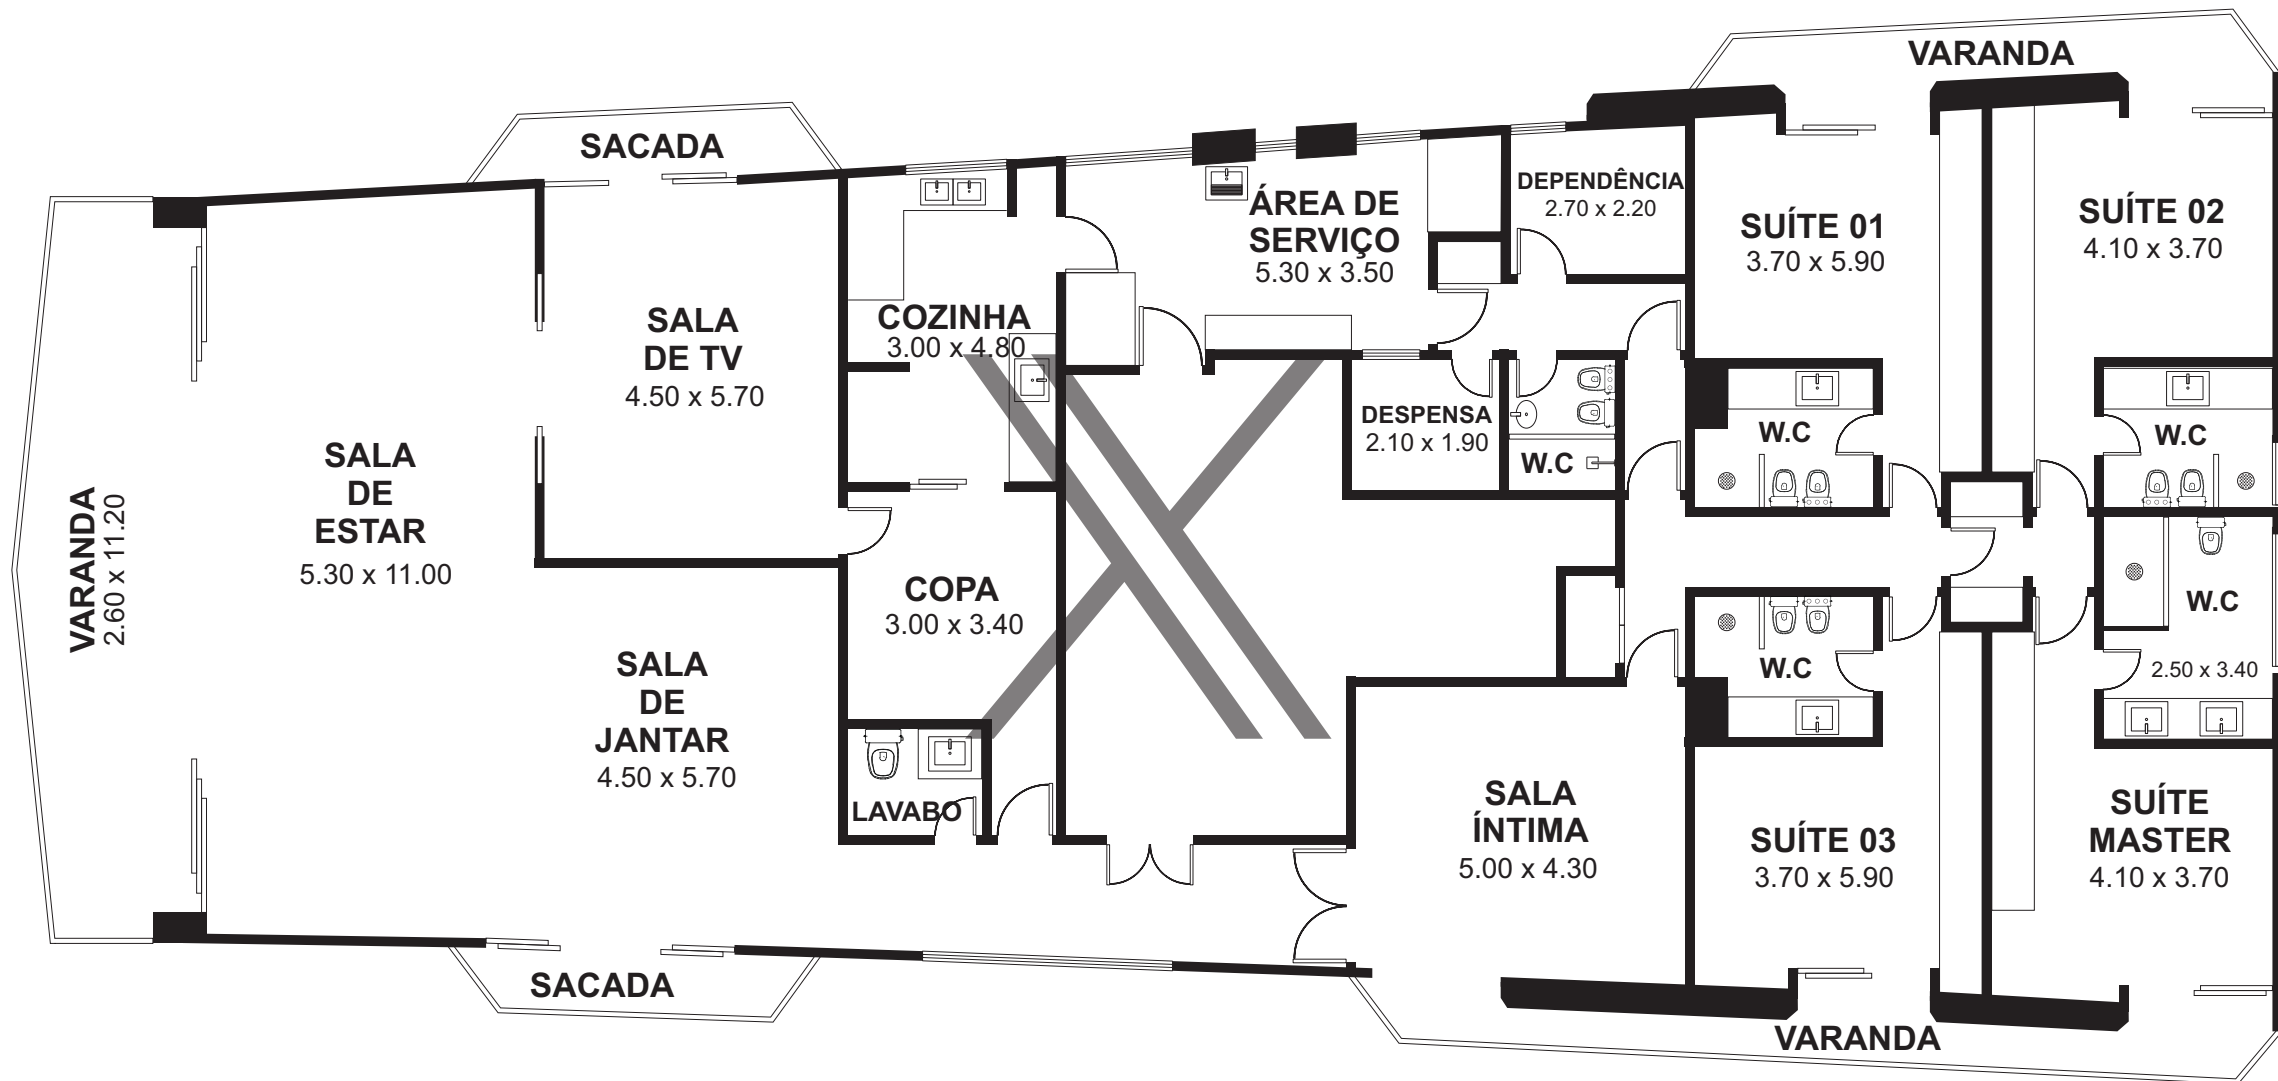 VARANDA
SACADA
DEPENDÊNCIA
2.70 x 2.20
ÁREA DE
SERVIÇO
5.30 x 3.50
SUÍTE 01
3.70 x 5.90
SUÍTE 02
4.10 x 3.70
SALA
DE TV
4.50 x 5.70
COZINHA
3.00 x 4.80
DESPENSA
2.10 x 1.90
W.C
W.C
W.C
SALA
DE
ESTAR
5.30 x 11.00
VARANDA
2.60 x 11.20
COPA
3.00 x 3.40
W.C
2.50 x 3.40
W.C
SALA
DE
JANTAR
4.50 x 5.70
LAVABO
SALA
ÍNTIMA
5.00 x 4.30
SUÍTE 03
3.70 x 5.90
SUÍTE
MASTER
4.10 x 3.70
SACADA
VARANDA